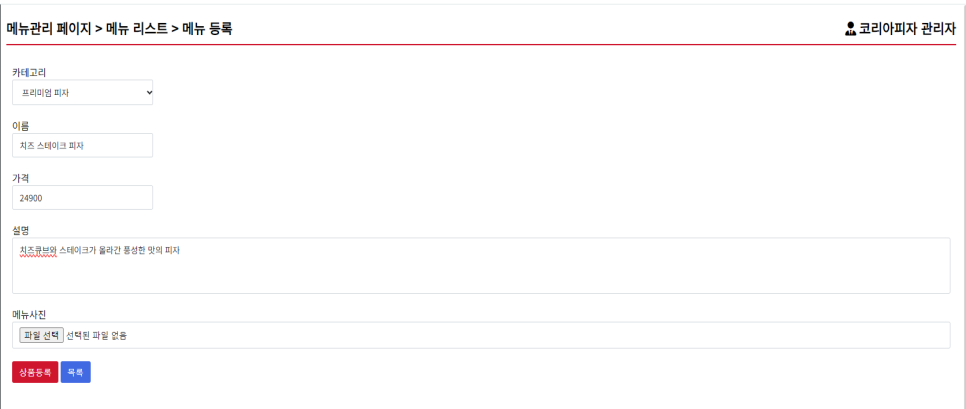 메뉴관리 페이지 > 메뉴 리스트 > 메뉴 등록
코리아피자 관리자
카테고리
프리미엄 피자
이름
치즈 스테이크 피자
가격
24900
설명
치즈큐브와 스테이크가 올라간 풍성한 맛의 피자
메뉴사진
파일 선택 선택된 파일 없음
상품등록 목록